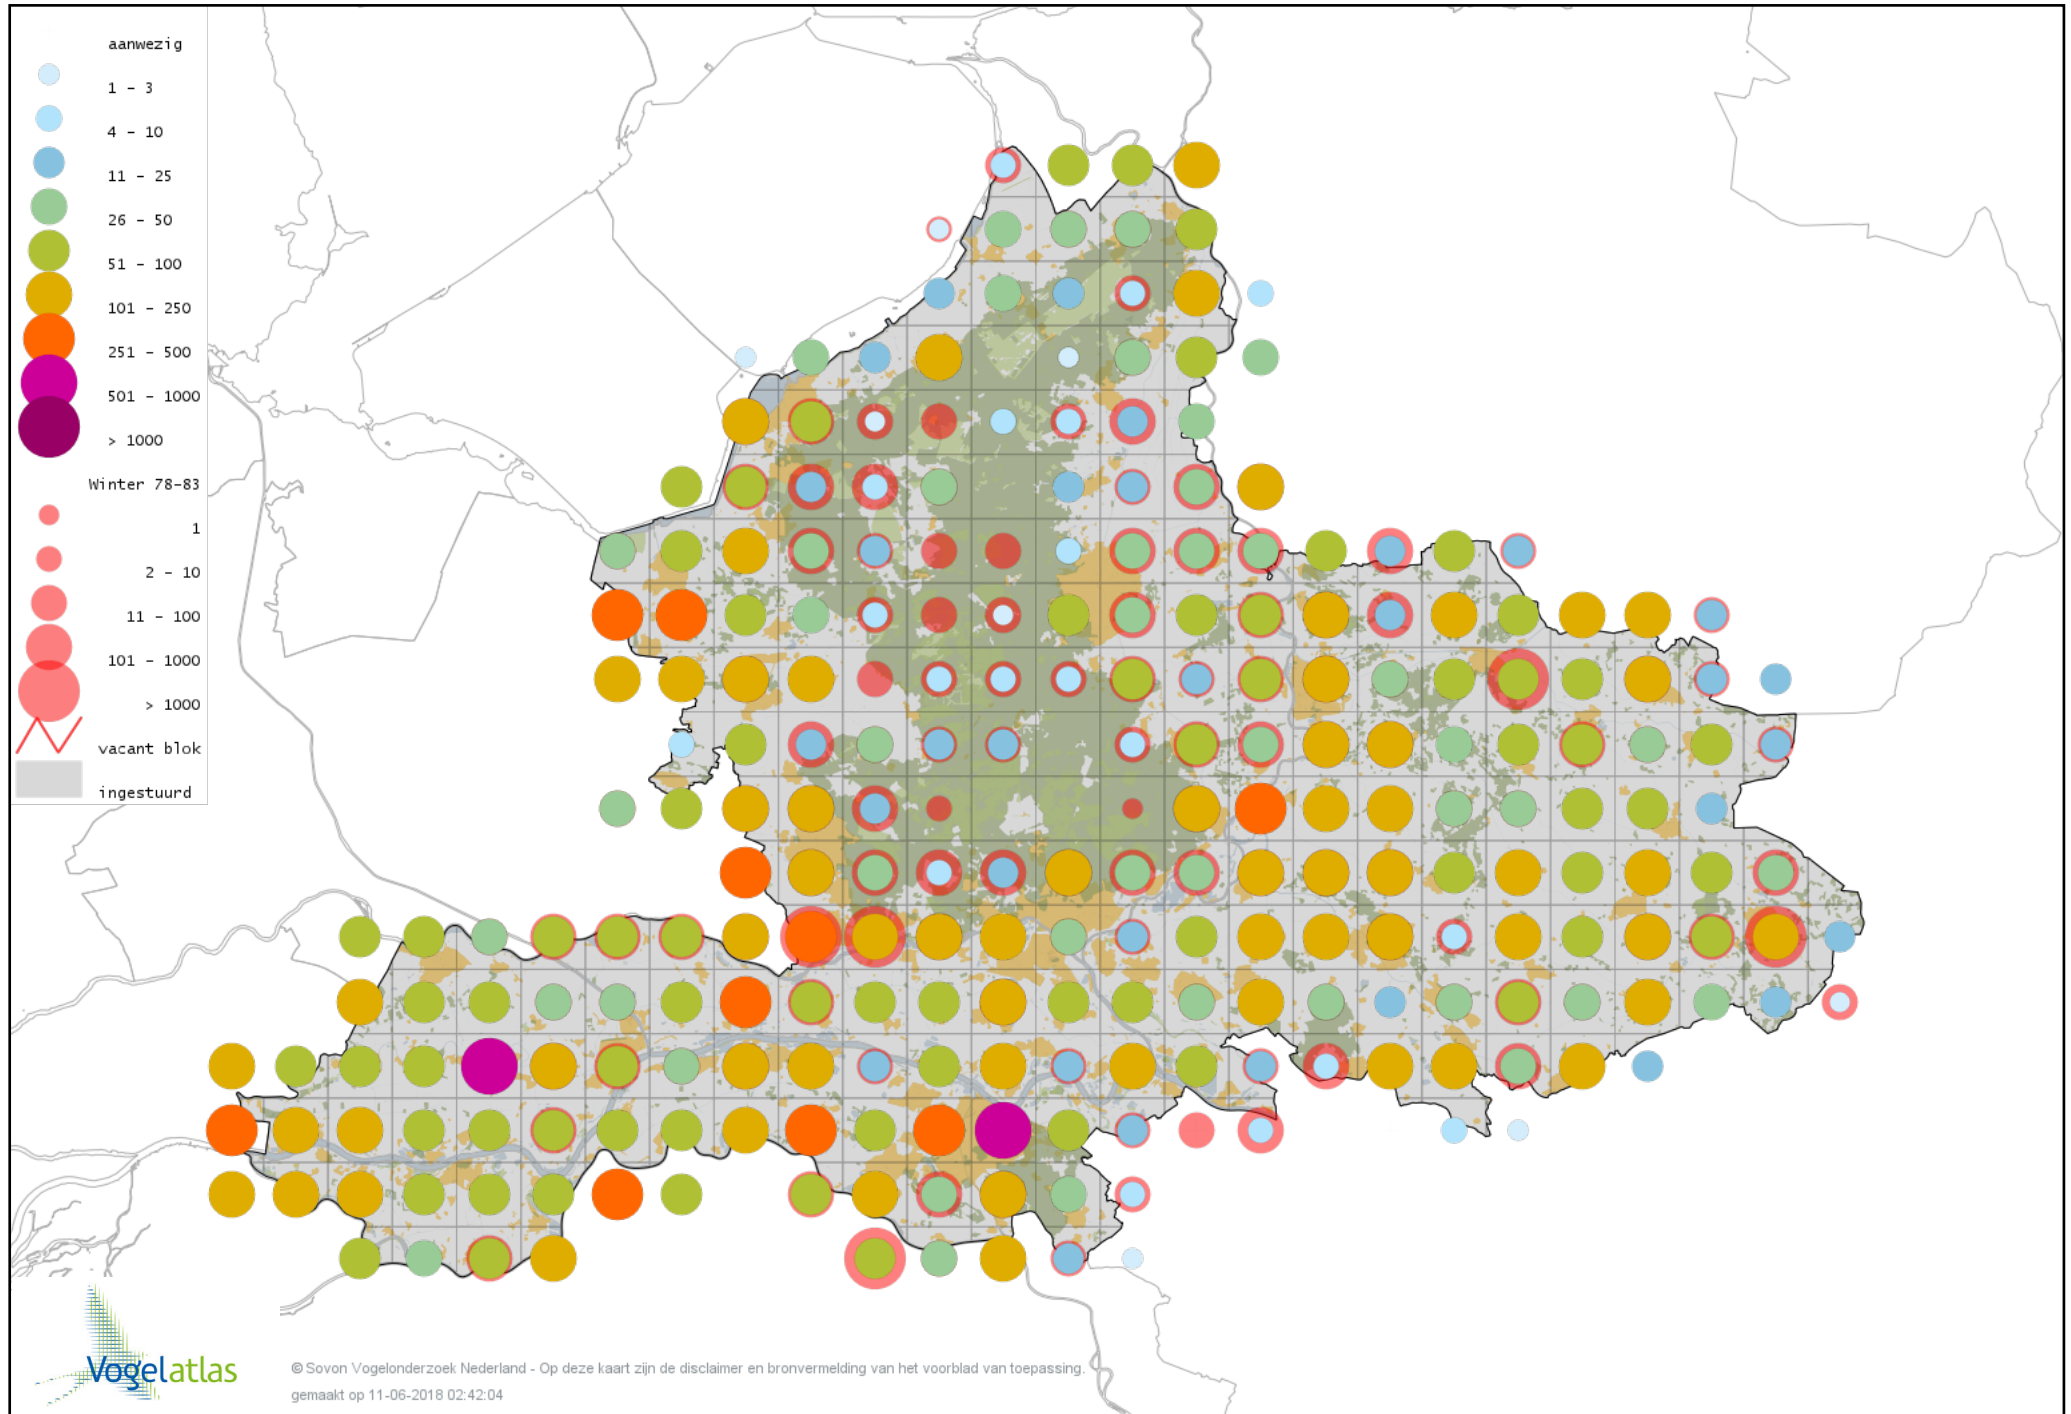 aanwezig
1 - 3
4 - 10
11 - 25
26 - 50
51 - 100
101 - 250
251 - 500
501 - 1000
> 1000
Winter 78-83
1
2 - 10
11 - 100
101 - 1000
> 1000
vacant blok
ingestuurd
Vogelatlas
© Sovon Vogelonderzoek Nederland - Op deze kaart zijn de disclaimer en bronvermelding van het voorblad van toepassing.
gemaakt op 11-06-2018 02:42:04